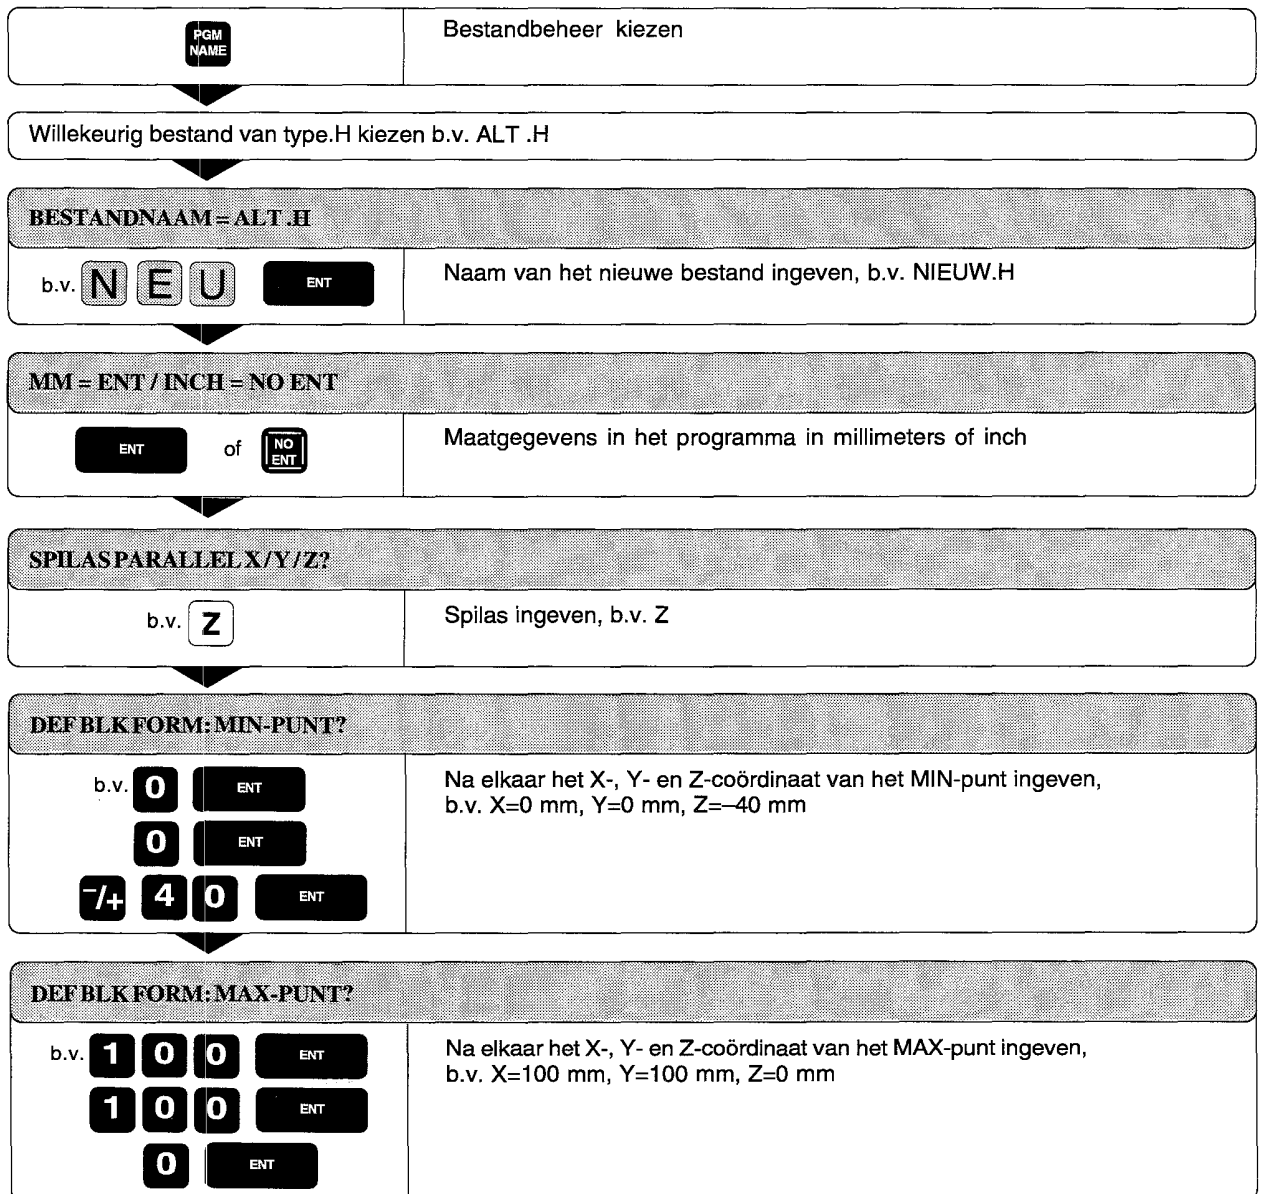 PGM
NAME
Bestandbeheer kiezen
Willekeurig bestand van type.H kiezen b.v. ALT .H
BESTANDNAAM = ALT .H
b.v. N E U ENT
Naam van het nieuwe bestand ingeven, b.v. NIEUW.H
MM = ENT / INCH = NO ENT
ENT of NO ENT
Maatgegevens in het programma in millimeters of inch
SPILAS PARALLEL X / Y / Z?
b.v. Z
Spilas ingeven, b.v. Z
DEF BLK FORM: MIN-PUNT?
b.v. 0 ENT
0 ENT
–/+ 4 0 ENT
Na elkaar het X-, Y- en Z-coördinaat van het MIN-punt ingeven,
b.v. X=0 mm, Y=0 mm, Z=–40 mm
DEF BLK FORM: MAX-PUNT?
b.v. 1 0 0 ENT
1 0 0 ENT
0 ENT
Na elkaar het X-, Y- en Z-coördinaat van het MAX-punt ingeven,
b.v. X=100 mm, Y=100 mm, Z=0 mm